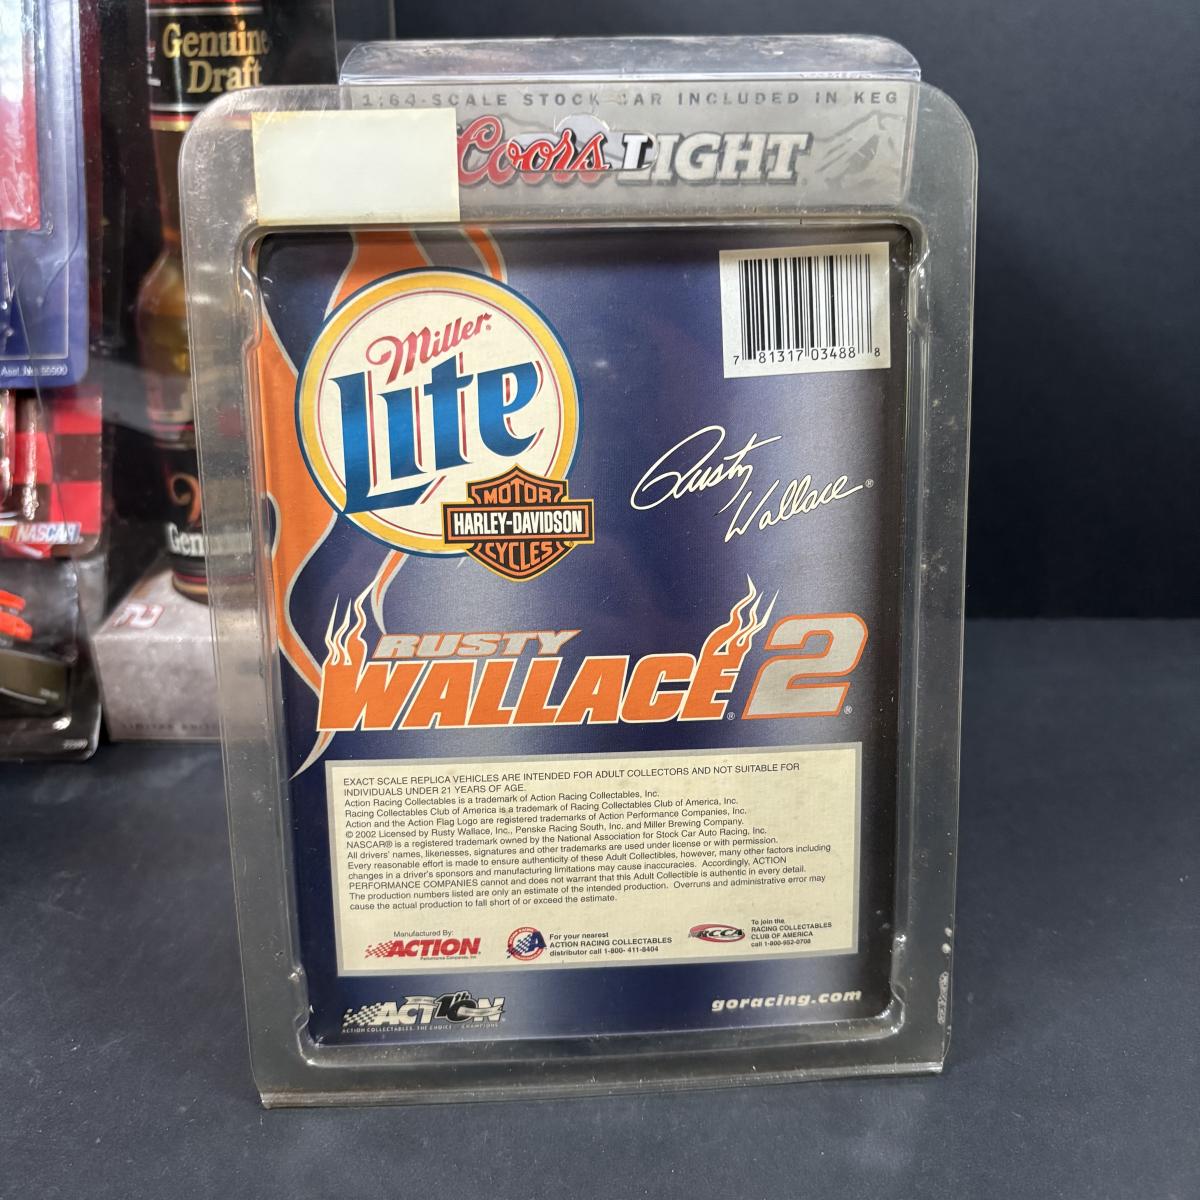 Genuine
Draft
1:64-SCALE STOCK CAR INCLUDED IN KEG
Coors LIGHT
Miller
Lite
MOTOR
HARLEY-DAVIDSON
CYCLES
7 81317 03488 8
Rusty Wallace®
RUSTY
WALLACE® 2®
EXACT SCALE REPLICA VEHICLES ARE INTENDED FOR ADULT COLLECTORS AND NOT SUITABLE FOR
INDIVIDUALS UNDER 21 YEARS OF AGE.
Action Racing Collectables is a trademark of Action Racing Collectables, Inc.
Racing Collectables Club of America is a trademark of Racing Collectables Club of America, Inc.
Action and the Action Flag Logo are registered trademarks of Action Performance Companies, Inc.
© 2002 Licensed by Rusty Wallace, Inc., Penske Racing South, Inc. and Miller Brewing Company.
NASCAR® is a registered trademark owned by the National Association for Stock Car Auto Racing, Inc.
All drivers' names, likenesses, signatures and other trademarks are used under license or with permission.
Every reasonable effort is made to ensure authenticity of these Adult Collectibles, however, many other factors including
changes in a driver's sponsors and manufacturing limitations may cause inaccuracies. Accordingly, ACTION
PERFORMANCE COMPANIES cannot and does not warrant that this Adult Collectible is authentic in every detail.
The production numbers listed are only an estimate of the intended production. Overruns and administrative error may
cause the actual production to fall short of or exceed the estimate.
Manufactured By:
ACTION
Performance Companies, Inc.
For your nearest
ACTION RACING COLLECTABLES
distributor call 1-800- 411-8404
RCCA
To join the
RACING COLLECTABLES
CLUB OF AMERICA
call 1-800-952-0708
ACTION 10th
ACTION COLLECTABLES. THE CHOICE CHAMPIONS
goracing.com
NASCAR
Gen